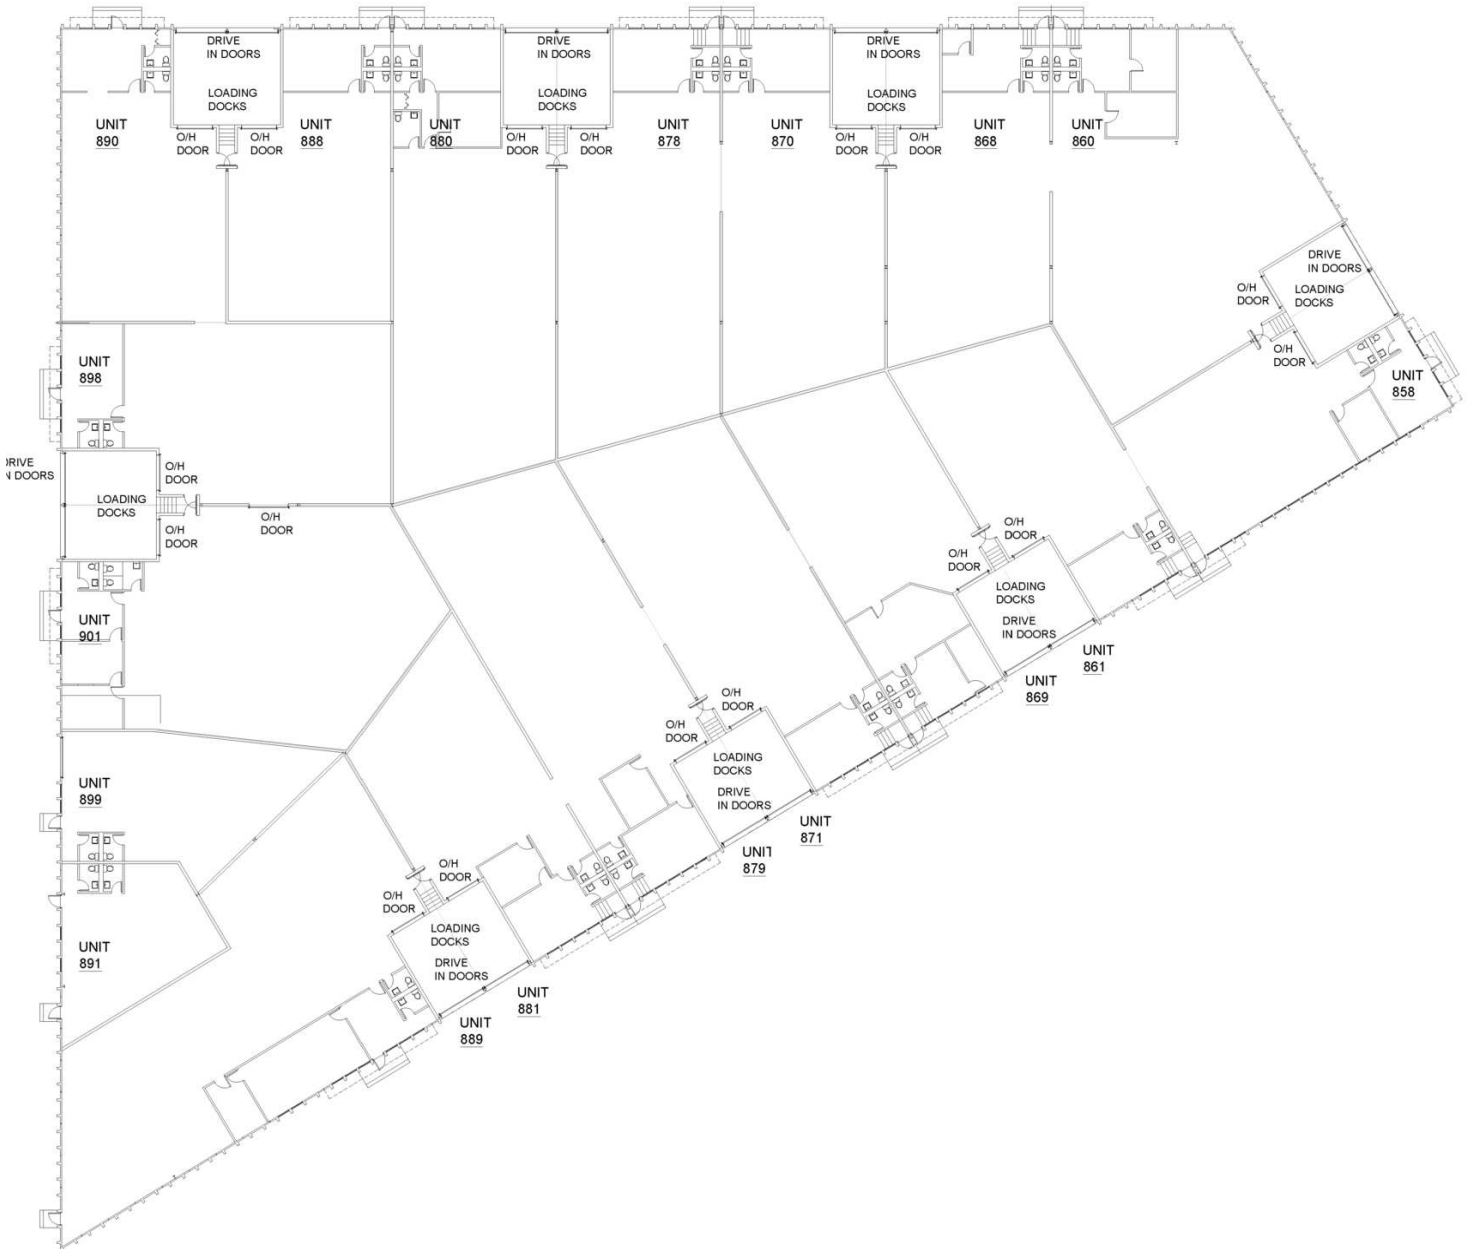 DRIVE
IN DOORS
LOADING
DOCKS
DRIVE
IN DOORS
LOADING
DOCKS
DRIVE
IN DOORS
LOADING
DOCKS
UNIT
890
O/H
DOOR
O/H
DOOR
UNIT
888
UNIT
880
O/H
DOOR
O/H
DOOR
UNIT
878
UNIT
870
O/H
DOOR
O/H
DOOR
UNIT
868
UNIT
860
DRIVE
IN DOORS
LOADING
DOCKS
O/H
DOOR
O/H
DOOR
UNIT
858
UNIT
898
DRIVE
N DOORS
LOADING
DOCKS
O/H
DOOR
O/H
DOOR
O/H
DOOR
UNIT
901
O/H
DOOR
O/H
DOOR
LOADING
DOCKS
DRIVE
IN DOORS
UNIT
861
UNIT
869
O/H
DOOR
O/H
DOOR
LOADING
DOCKS
DRIVE
IN DOORS
UNIT
871
UNIT
879
UNIT
899
O/H
DOOR
O/H
DOOR
LOADING
DOCKS
DRIVE
IN DOORS
UNIT
881
UNIT
889
UNIT
891